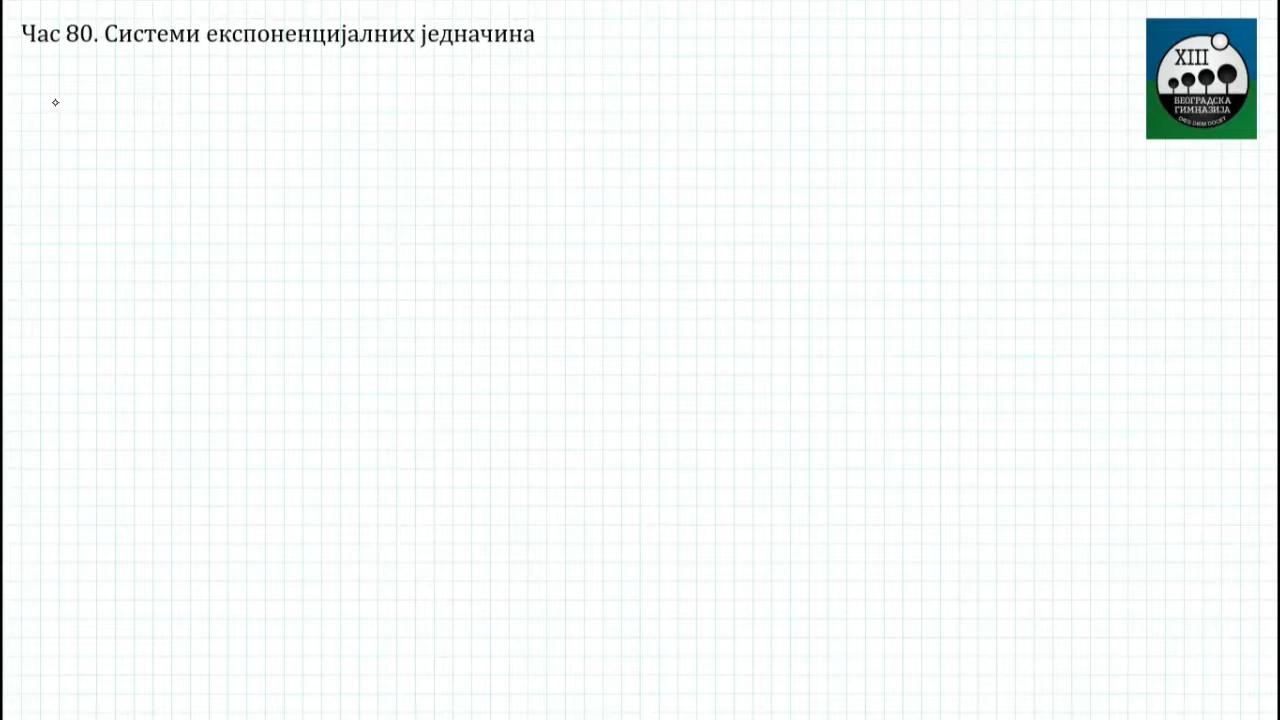 Час 80. Системи експоненцијалних једначина
XIII
БЕОГРАДСКА
ГИМНАЗИЈА